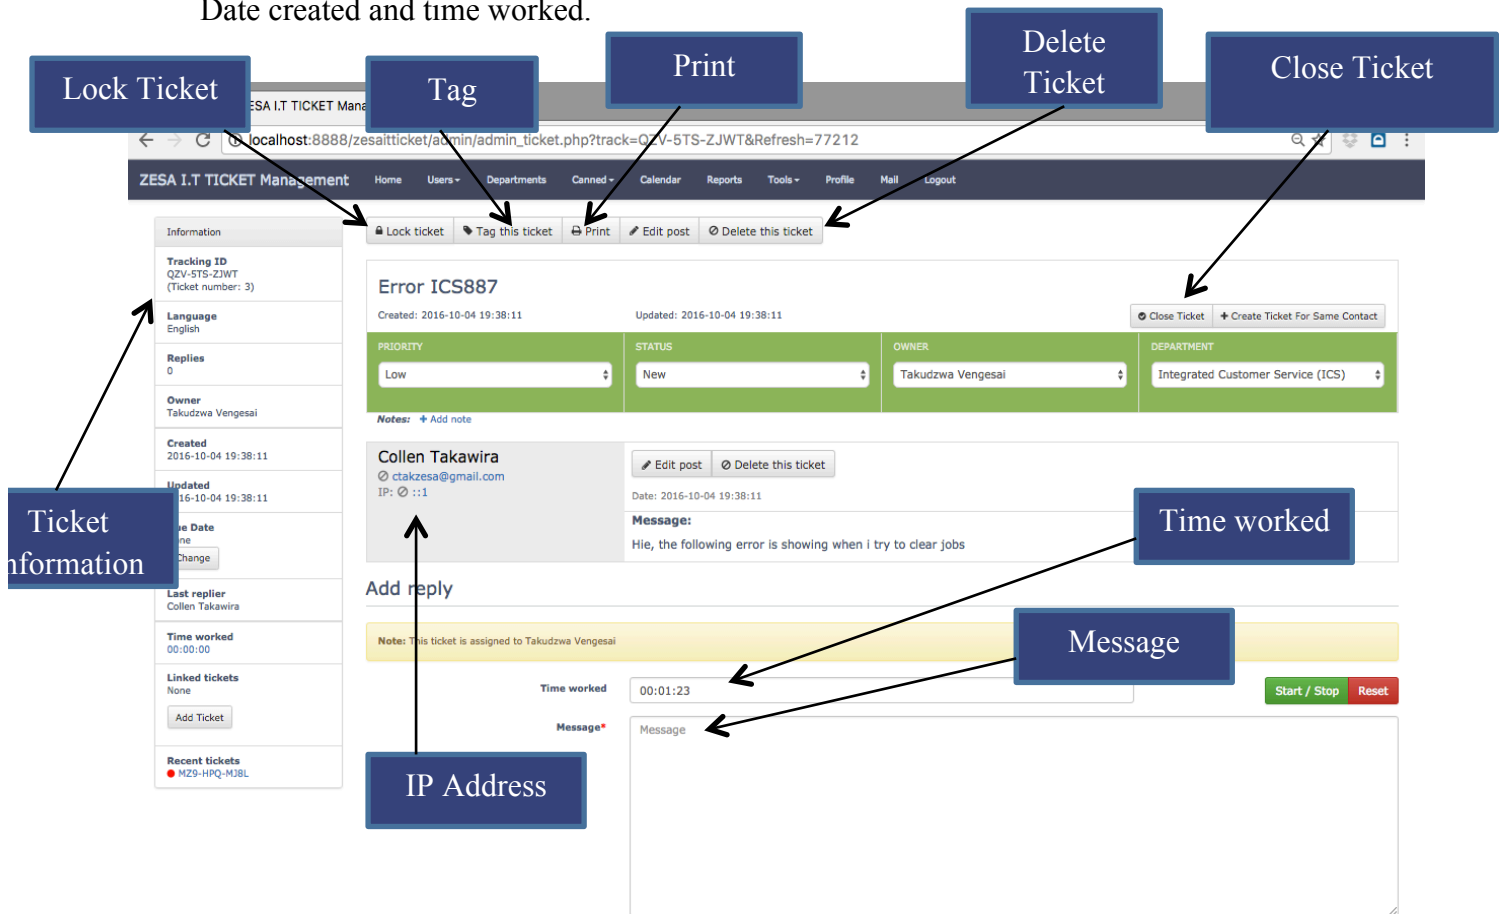 Date created and time worked.
Lock Ticket
Tag
Print
Delete
Ticket
Close Ticket
ESA I.T TICKET Mana
localhost:8888/zesaitticket/admin/admin_ticket.php?track=QZV-5TS-ZJWT&Refresh=77212
ZESA I.T TICKET Management Home Users Departments Canned Calendar Reports Tools Profile Mail Logout
Lock ticket Tag this ticket Print Edit post Delete this ticket
Information
Tracking ID
QZV-5TS-ZJWT
(Ticket number: 3)
Language
English
Replies
0
Owner
Takudzwa Vengesai
Created
2016-10-04 19:38:11
Updated
2016-10-04 19:38:11
ue Date
ne
Change
Last replier
Collen Takawira
Time worked
00:00:00
Linked tickets
None
Add Ticket
Recent tickets
MZ9-HPQ-MJ8L
Ticket
nformation
Error ICS887
Created: 2016-10-04 19:38:11 Updated: 2016-10-04 19:38:11
Close Ticket + Create Ticket For Same Contact
PRIORITY STATUS OWNER DEPARTMENT
Low New Takudzwa Vengesai Integrated Customer Service (ICS)
Notes: + Add note
Collen Takawira
ctakzesa@gmail.com
IP: ::1
Edit post Delete this ticket
Date: 2016-10-04 19:38:11
Message:
Hie, the following error is showing when i try to clear jobs
Time worked
Add reply
Note: This ticket is assigned to Takudzwa Vengesai
Message
Time worked 00:01:23 Start / Stop Reset
Message* Message
IP Address